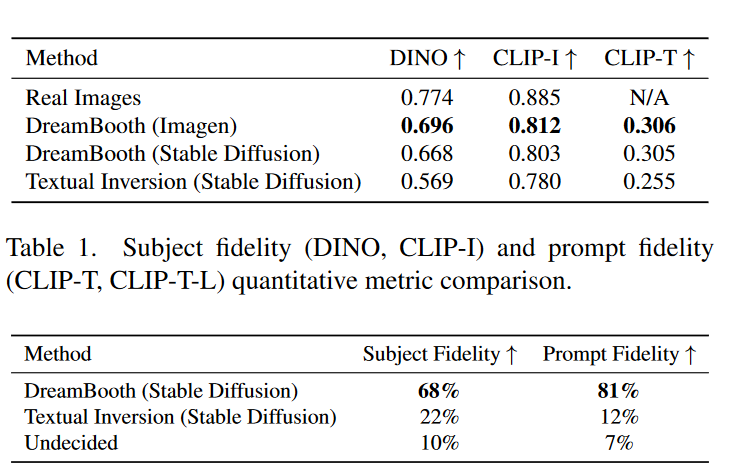 Method DINO ↑ CLIP-I ↑ CLIP-T ↑
Real Images 0.774 0.885 N/A
DreamBooth (Imagen) 0.696 0.812 0.306
DreamBooth (Stable Diffusion) 0.668 0.803 0.305
Textual Inversion (Stable Diffusion) 0.569 0.780 0.255
Table 1. Subject fidelity (DINO, CLIP-I) and prompt fidelity
(CLIP-T, CLIP-T-L) quantitative metric comparison.
Method Subject Fidelity ↑ Prompt Fidelity ↑
DreamBooth (Stable Diffusion) 68% 81%
Textual Inversion (Stable Diffusion) 22% 12%
Undecided 10% 7%